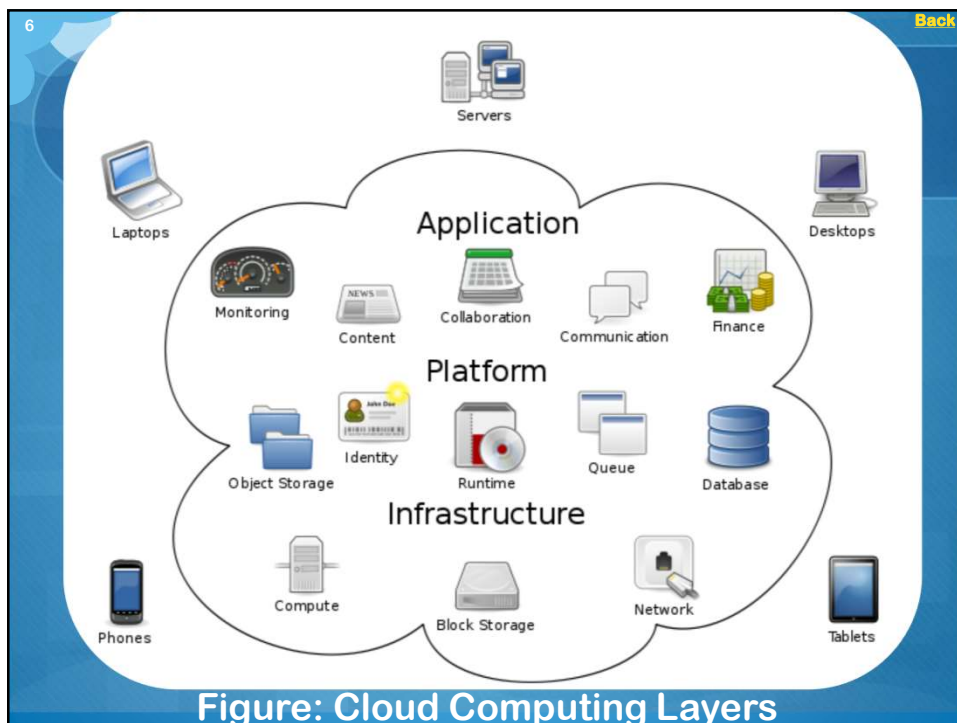 6
Back
Servers
Laptops
Desktops
Application
Monitoring
NEWS
Content
Collaboration
Communication
Finance
Platform
John Doe
Object Storage
Identity
Runtime
Queue
Database
Infrastructure
Compute
Block Storage
Network
Phones
Tablets
Figure: Cloud Computing Layers